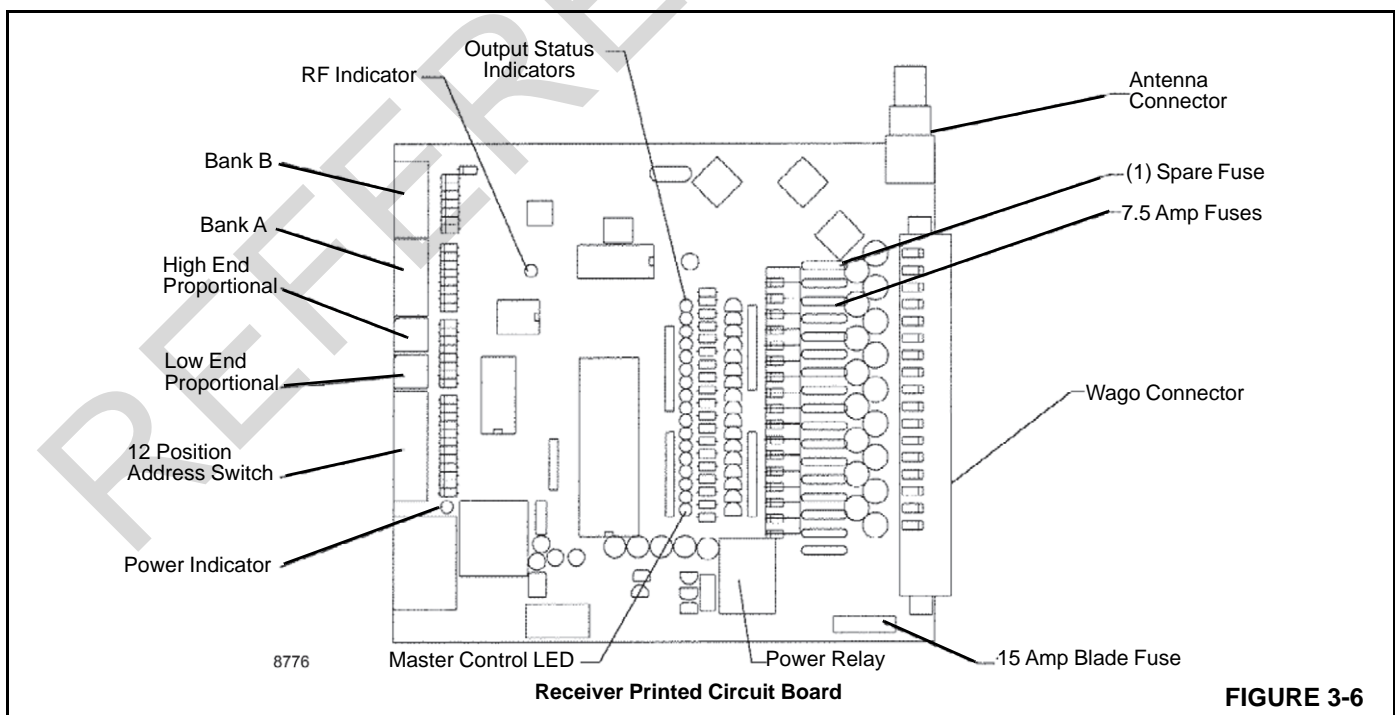 REFERE
Output Status
Indicators
RF Indicator
Antenna
Connector
Bank B
(1) Spare Fuse
Bank A
7.5 Amp Fuses
High End
Proportional
Low End
Proportional
Wago Connector
12 Position
Address Switch
Power Indicator
8776
Master Control LED
Power Relay
15 Amp Blade Fuse
Receiver Printed Circuit Board
FIGURE 3-6